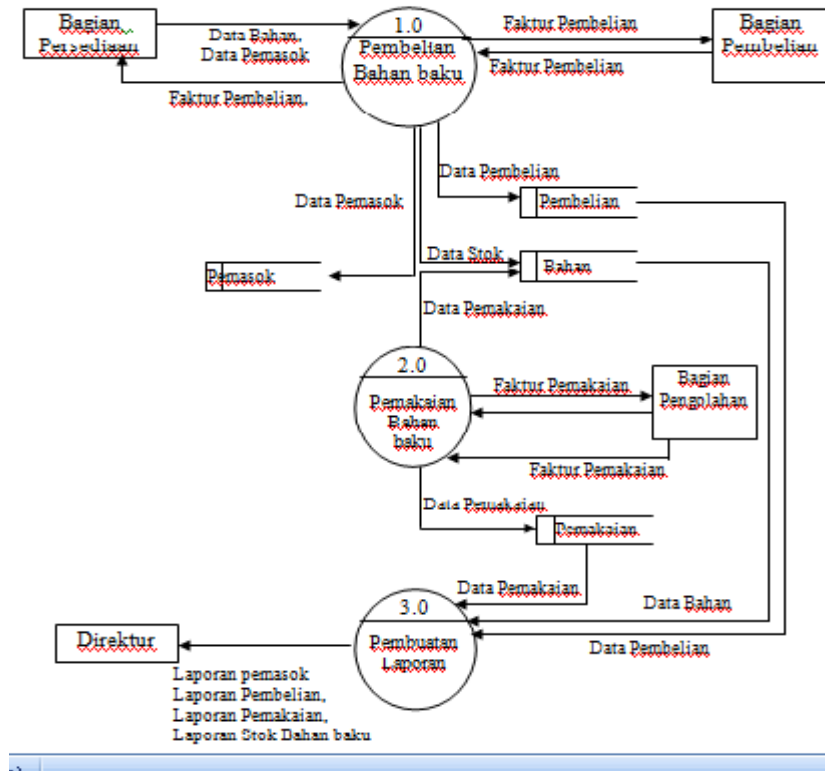 Bagian
Persediaan
Data Bahan,
Data Pemasok
Faktur Pembelian,
1.0
Pembelian
Bahan baku
Faktur Pembelian
Faktur Pembelian
Bagian
Pembelian
Data Pembelian
Data Pemasok
Pembelian
Data Stok
Bahan
Pemasok
Data Pemakaian
2.0
Pemakaian
Bahan
baku
Faktur Pemakaian
Bagian
Pengolahan
Faktur Pemakaian
Data Pemakaian
Pemakaian
Data Pemakaian
Data Bahan
3.0
Pembuatan
Laporan
Data Pembelian
Direktur
Laporan pemasok
Laporan Pembelian,
Laporan Pemakaian,
Laporan Stok Bahan baku